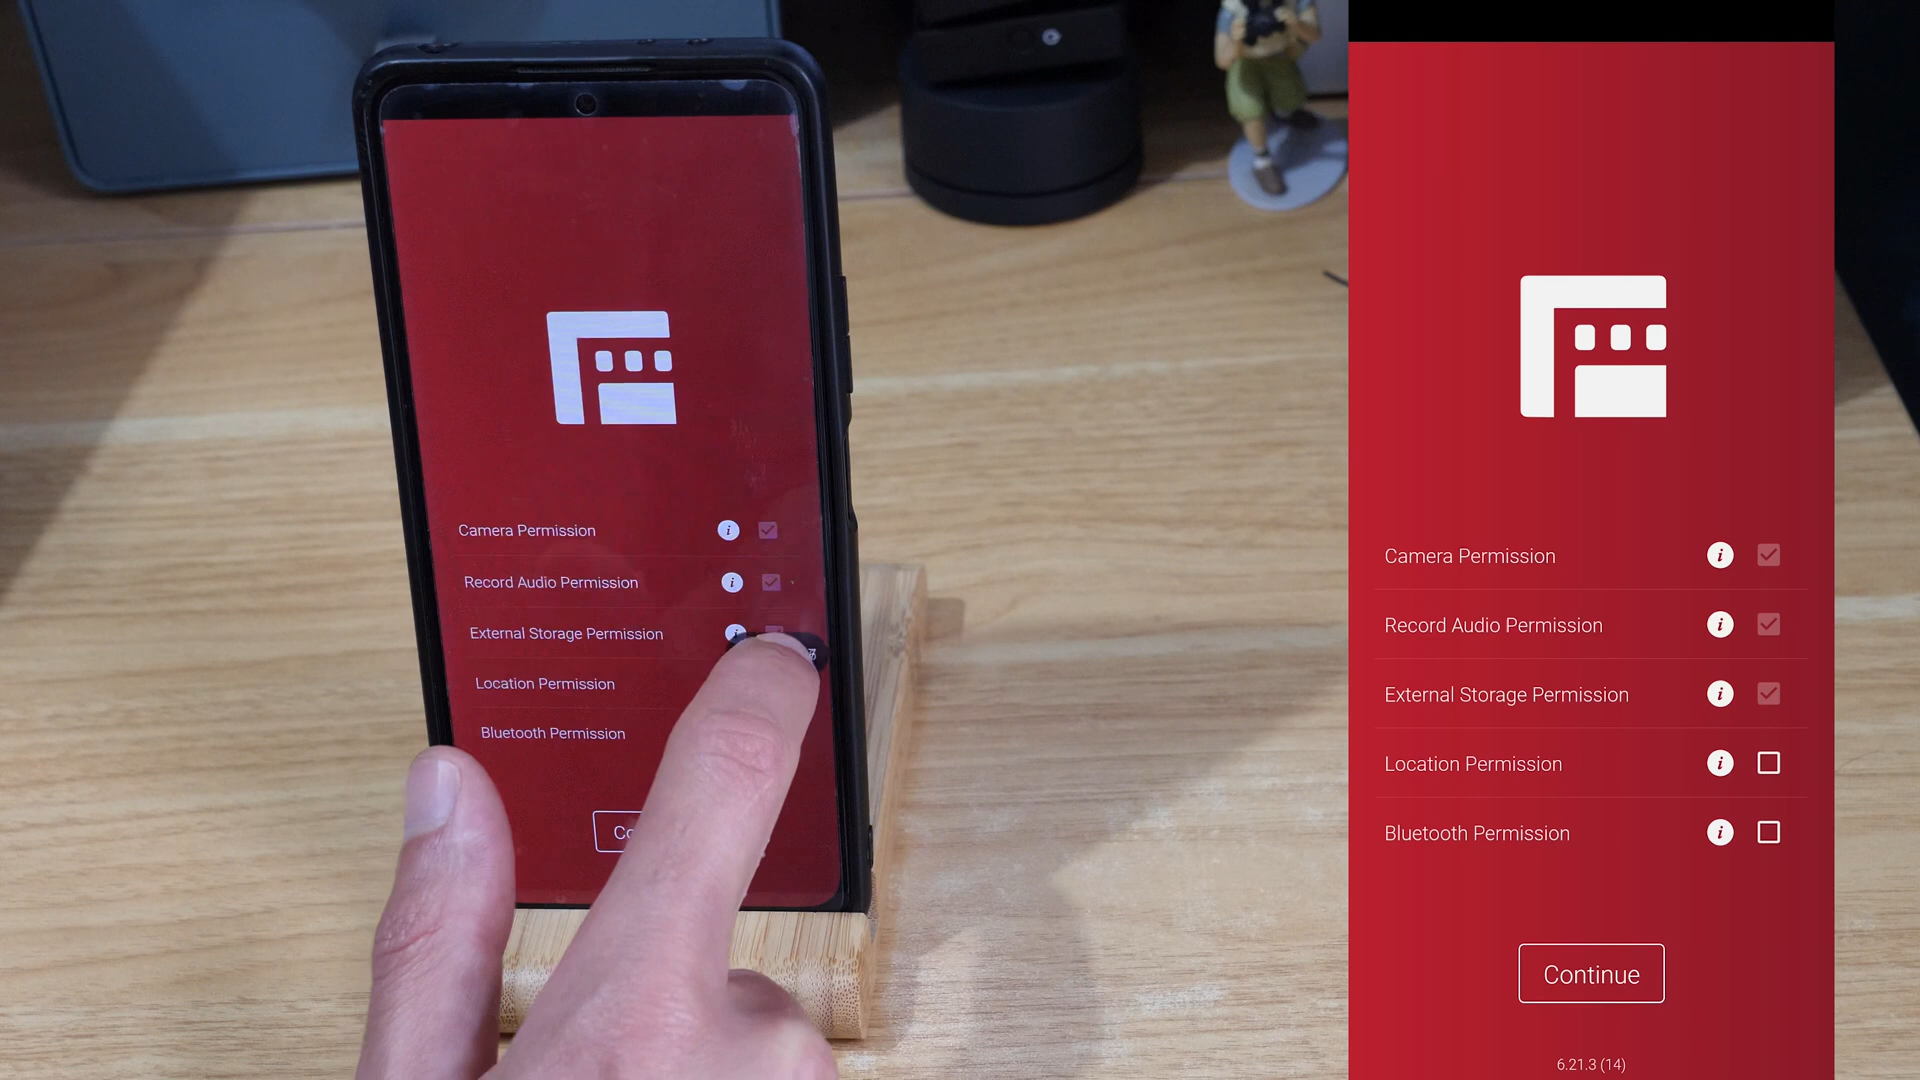 Camera Permission
Record Audio Permission
External Storage Permission
Location Permission
Bluetooth Permission
Camera Permission
Record Audio Permission
External Storage Permission
Location Permission
Bluetooth Permission
Continue
6.21.3 (14)